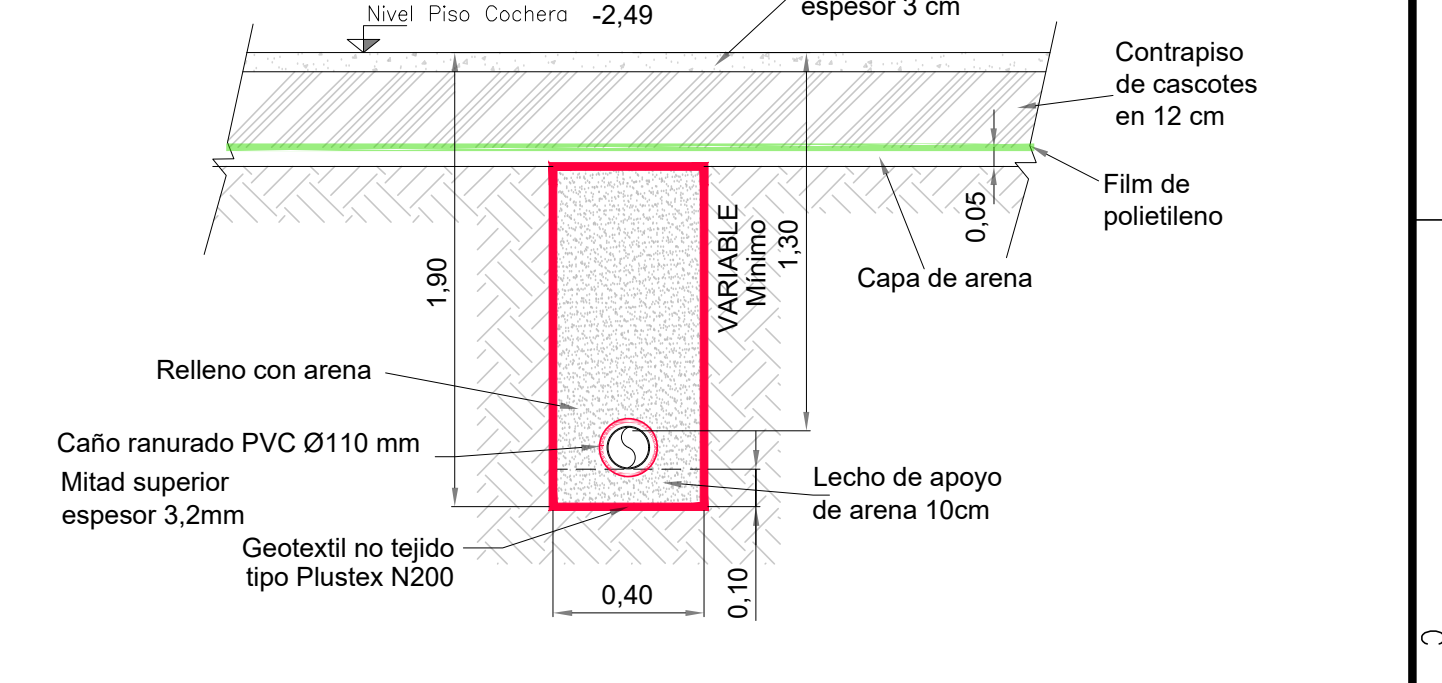 espesor 3 cm
Nivel Piso Cochera -2,49
Contrapiso
de cascotes
en 12 cm
Film de
polietileno
0,05
Capa de arena
VARIABLE
Mínimo
1,30
1,90
Relleno con arena
Caño ranurado PVC Ø110 mm
Mitad superior
espesor 3,2mm
Lecho de apoyo
de arena 10cm
Geotextil no tejido
tipo Plustex N200
0,40
0,10
C